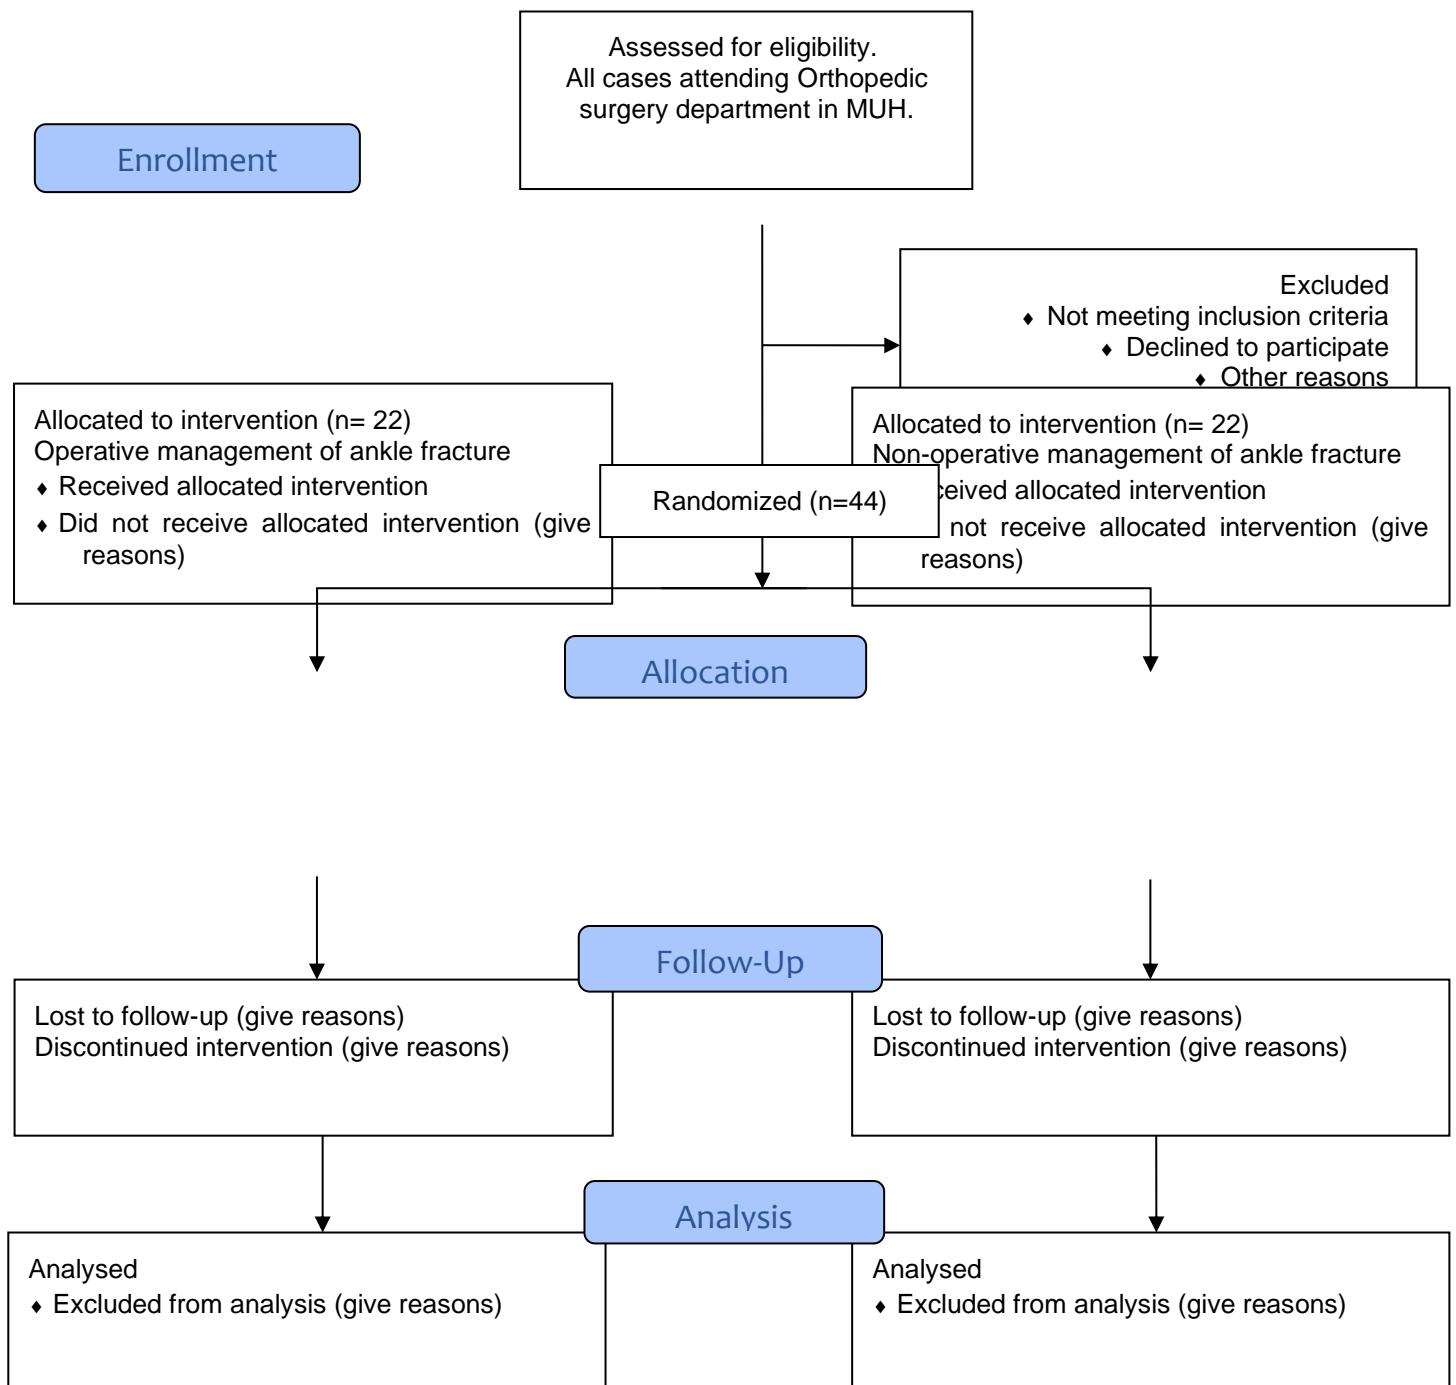 Assessed for eligibility.
All cases attending Orthopedic
surgery department in MUH.
Enrollment
Excluded
♦ Not meeting inclusion criteria
♦ Declined to participate
♦ Other reasons
Allocated to intervention (n= 22)
Operative management of ankle fracture
♦ Received allocated intervention
♦ Did not receive allocated intervention (give
reasons)
Randomized (n=44)
Allocated to intervention (n= 22)
Non-operative management of ankle fracture
allocated intervention
not receive allocated intervention (give
reasons)
Allocation
Follow-Up
Lost to follow-up (give reasons)
Discontinued intervention (give reasons)
Lost to follow-up (give reasons)
Discontinued intervention (give reasons)
Analysis
Analysed
♦ Excluded from analysis (give reasons)
Analysed
♦ Excluded from analysis (give reasons)